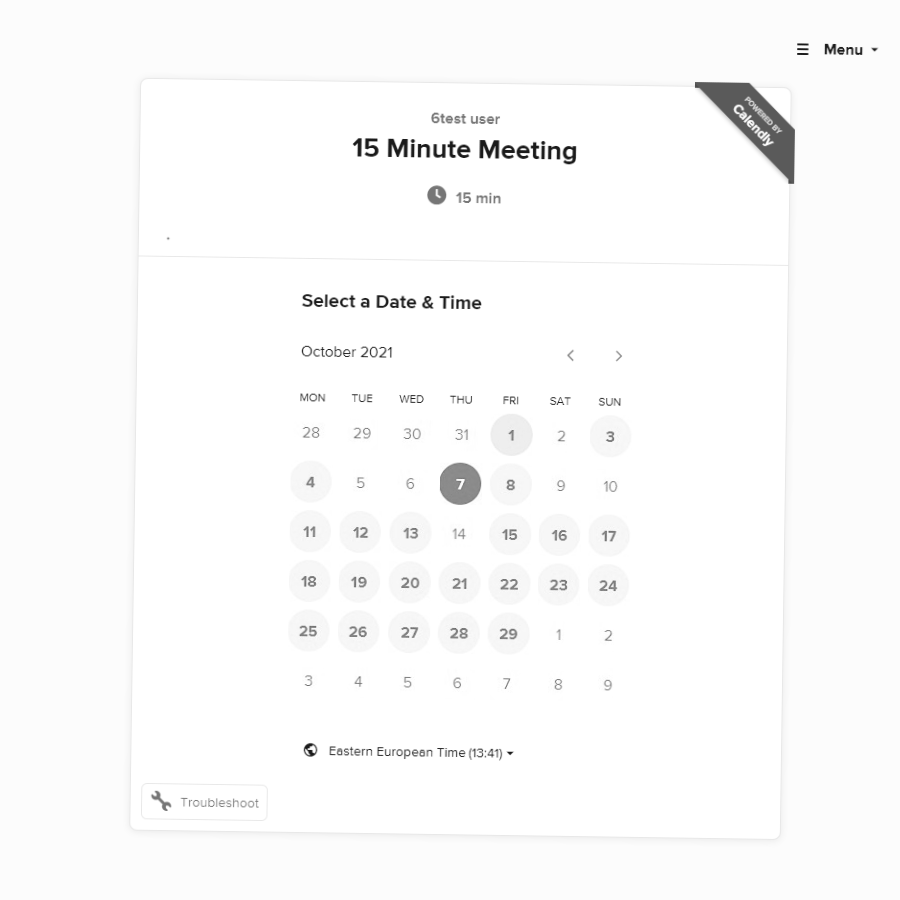 Menu
POWERED BY
Calendly
6test user
15 Minute Meeting
15 min
.
Select a Date & Time
October 2021
MON TUE WED THU FRI SAT SUN
28 29 30 31 1 2 3
4 5 6 7 8 9 10
11 12 13 14 15 16 17
18 19 20 21 22 23 24
25 26 27 28 29 1 2
3 4 5 6 7 8 9
Eastern European Time (13:41)
Troubleshoot